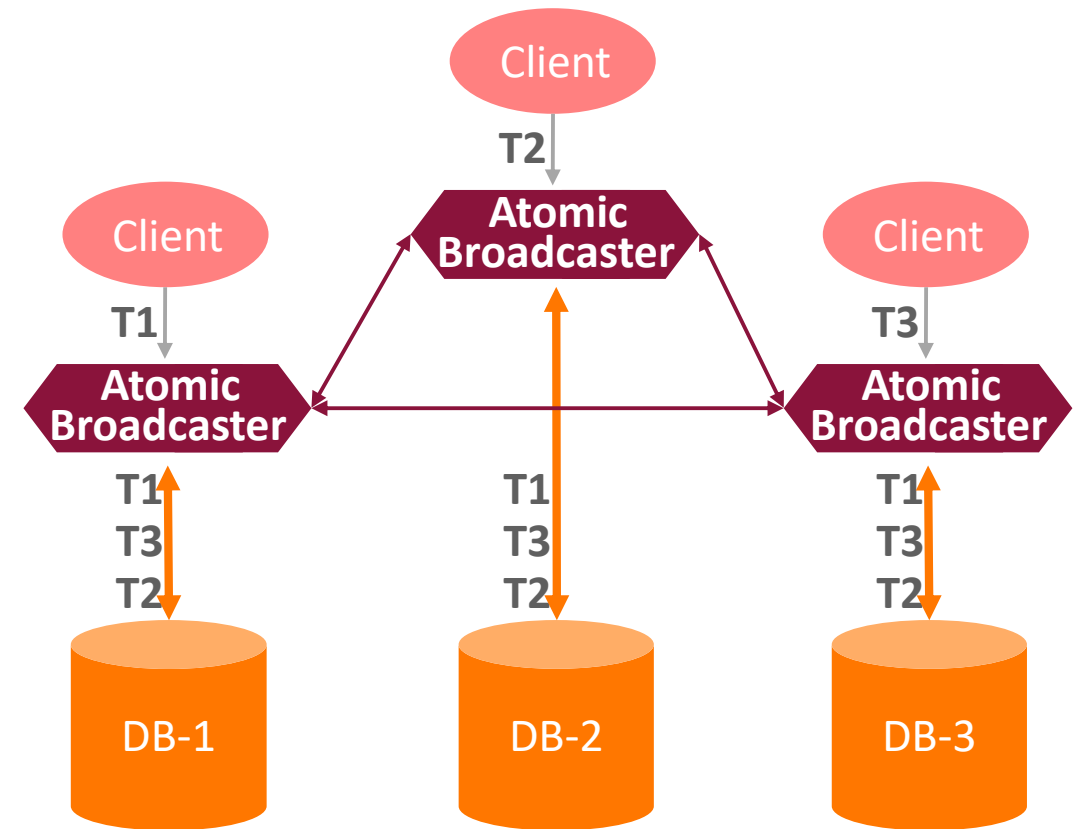 Client
T2
Atomic
Broadcaster
Client
T1
Atomic
Broadcaster
Client
T3
Atomic
Broadcaster
T1
T3
T2
T1
T3
T2
T1
T3
T2
DB-1
DB-2
DB-3